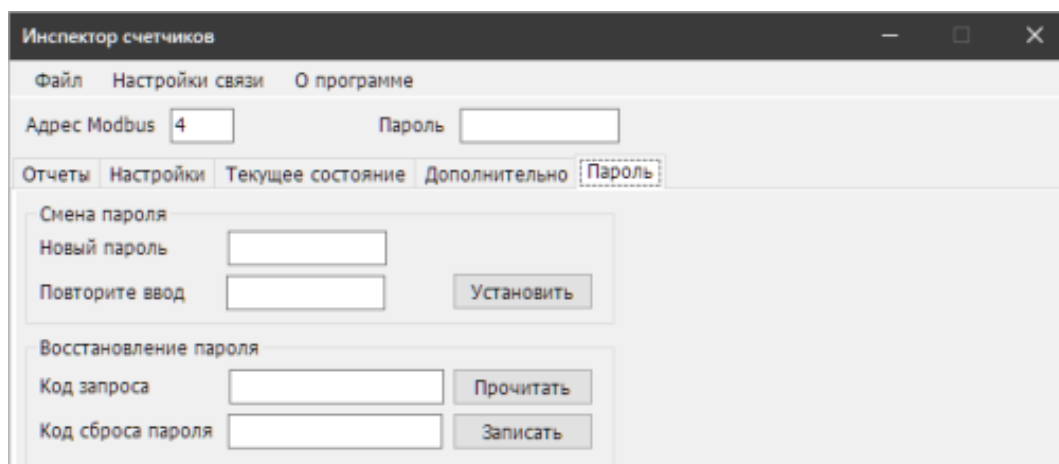 Инспектор счетчиков
Файл Настройки связи О программе
Адрес Modbus 4 Пароль
Отчеты Настройки Текущее состояние Дополнительно Пароль
Смена пароля
Новый пароль
Повторите ввод Установить
Восстановление пароля
Код запроса Прочитать
Код сброса пароля Записать